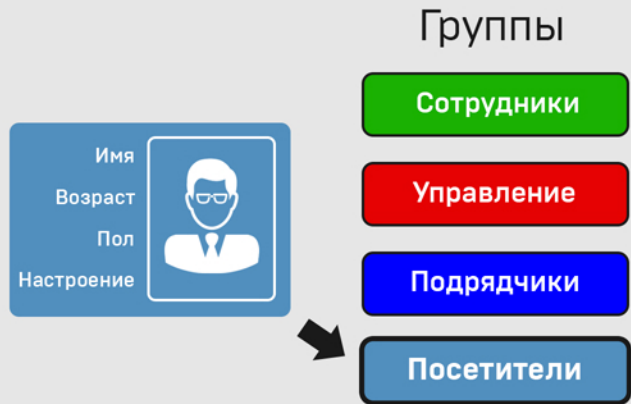 Группы
Сотрудники
Управление
Подрядчики
Посетители
Имя
Возраст
Пол
Настроение